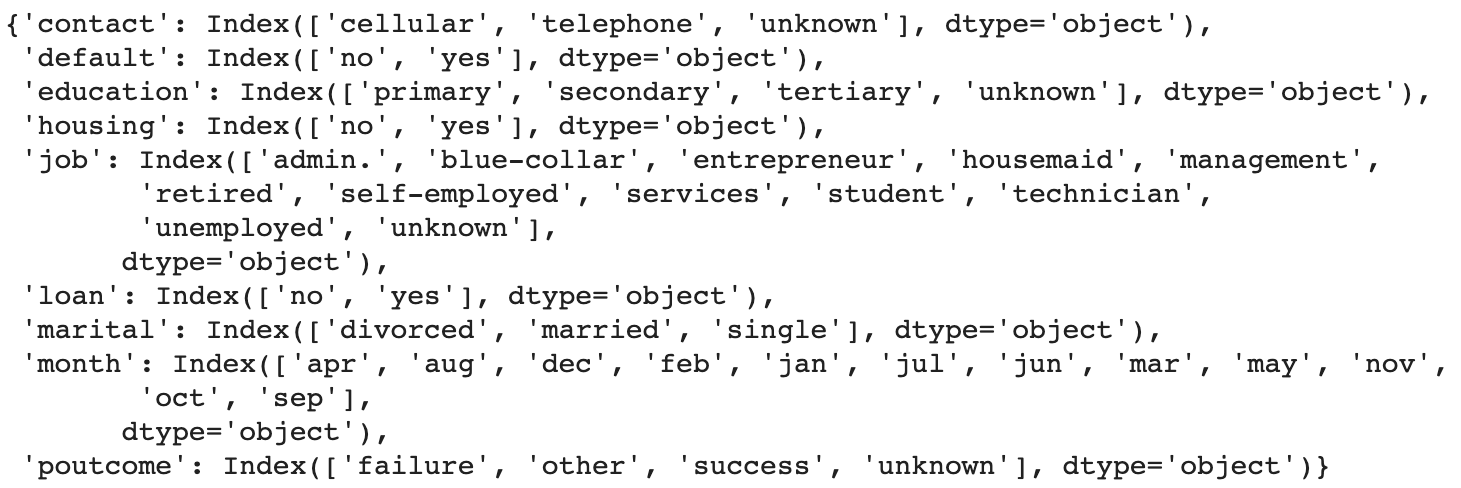 {'contact': Index(['cellular', 'telephone', 'unknown'], dtype='object'),
 'default': Index(['no', 'yes'], dtype='object'),
 'education': Index(['primary', 'secondary', 'tertiary', 'unknown'], dtype='object'),
 'housing': Index(['no', 'yes'], dtype='object'),
 'job': Index(['admin.', 'blue-collar', 'entrepreneur', 'housemaid', 'management',
        'retired', 'self-employed', 'services', 'student', 'technician',
        'unemployed', 'unknown'],
       dtype='object'),
 'loan': Index(['no', 'yes'], dtype='object'),
 'marital': Index(['divorced', 'married', 'single'], dtype='object'),
 'month': Index(['apr', 'aug', 'dec', 'feb', 'jan', 'jul', 'jun', 'mar', 'may', 'nov',
        'oct', 'sep'],
       dtype='object'),
 'poutcome': Index(['failure', 'other', 'success', 'unknown'], dtype='object')}